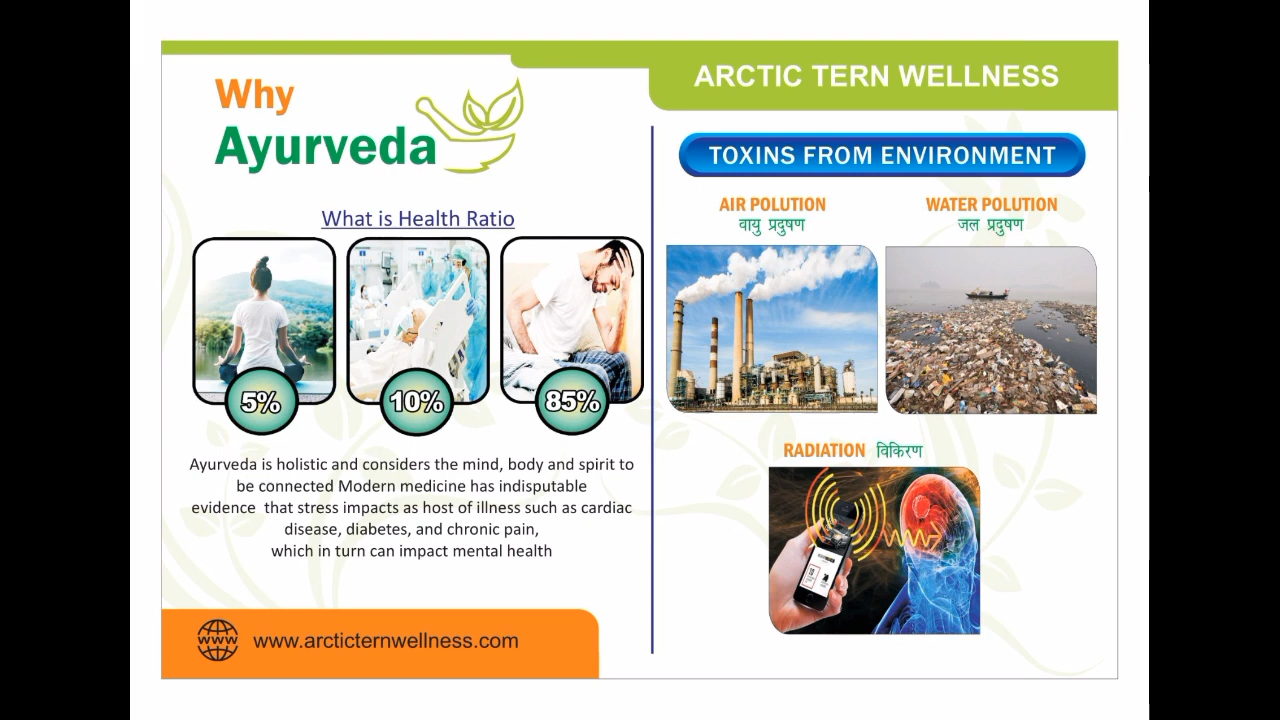 Why
Ayurveda
What is Health Ratio
5%
10%
85%
Ayurveda is holistic and considers the mind, body and spirit to
be connected Modern medicine has indisputable
evidence that stress impacts as host of illness such as cardiac
disease, diabetes, and chronic pain,
which in turn can impact mental health
www
www.arcticternwellness.com
ARCTIC TERN WELLNESS
TOXINS FROM ENVIRONMENT
AIR POLUTION
वायु प्रदुषण
WATER POLUTION
जल प्रदुषण
RADIATION विकिरण